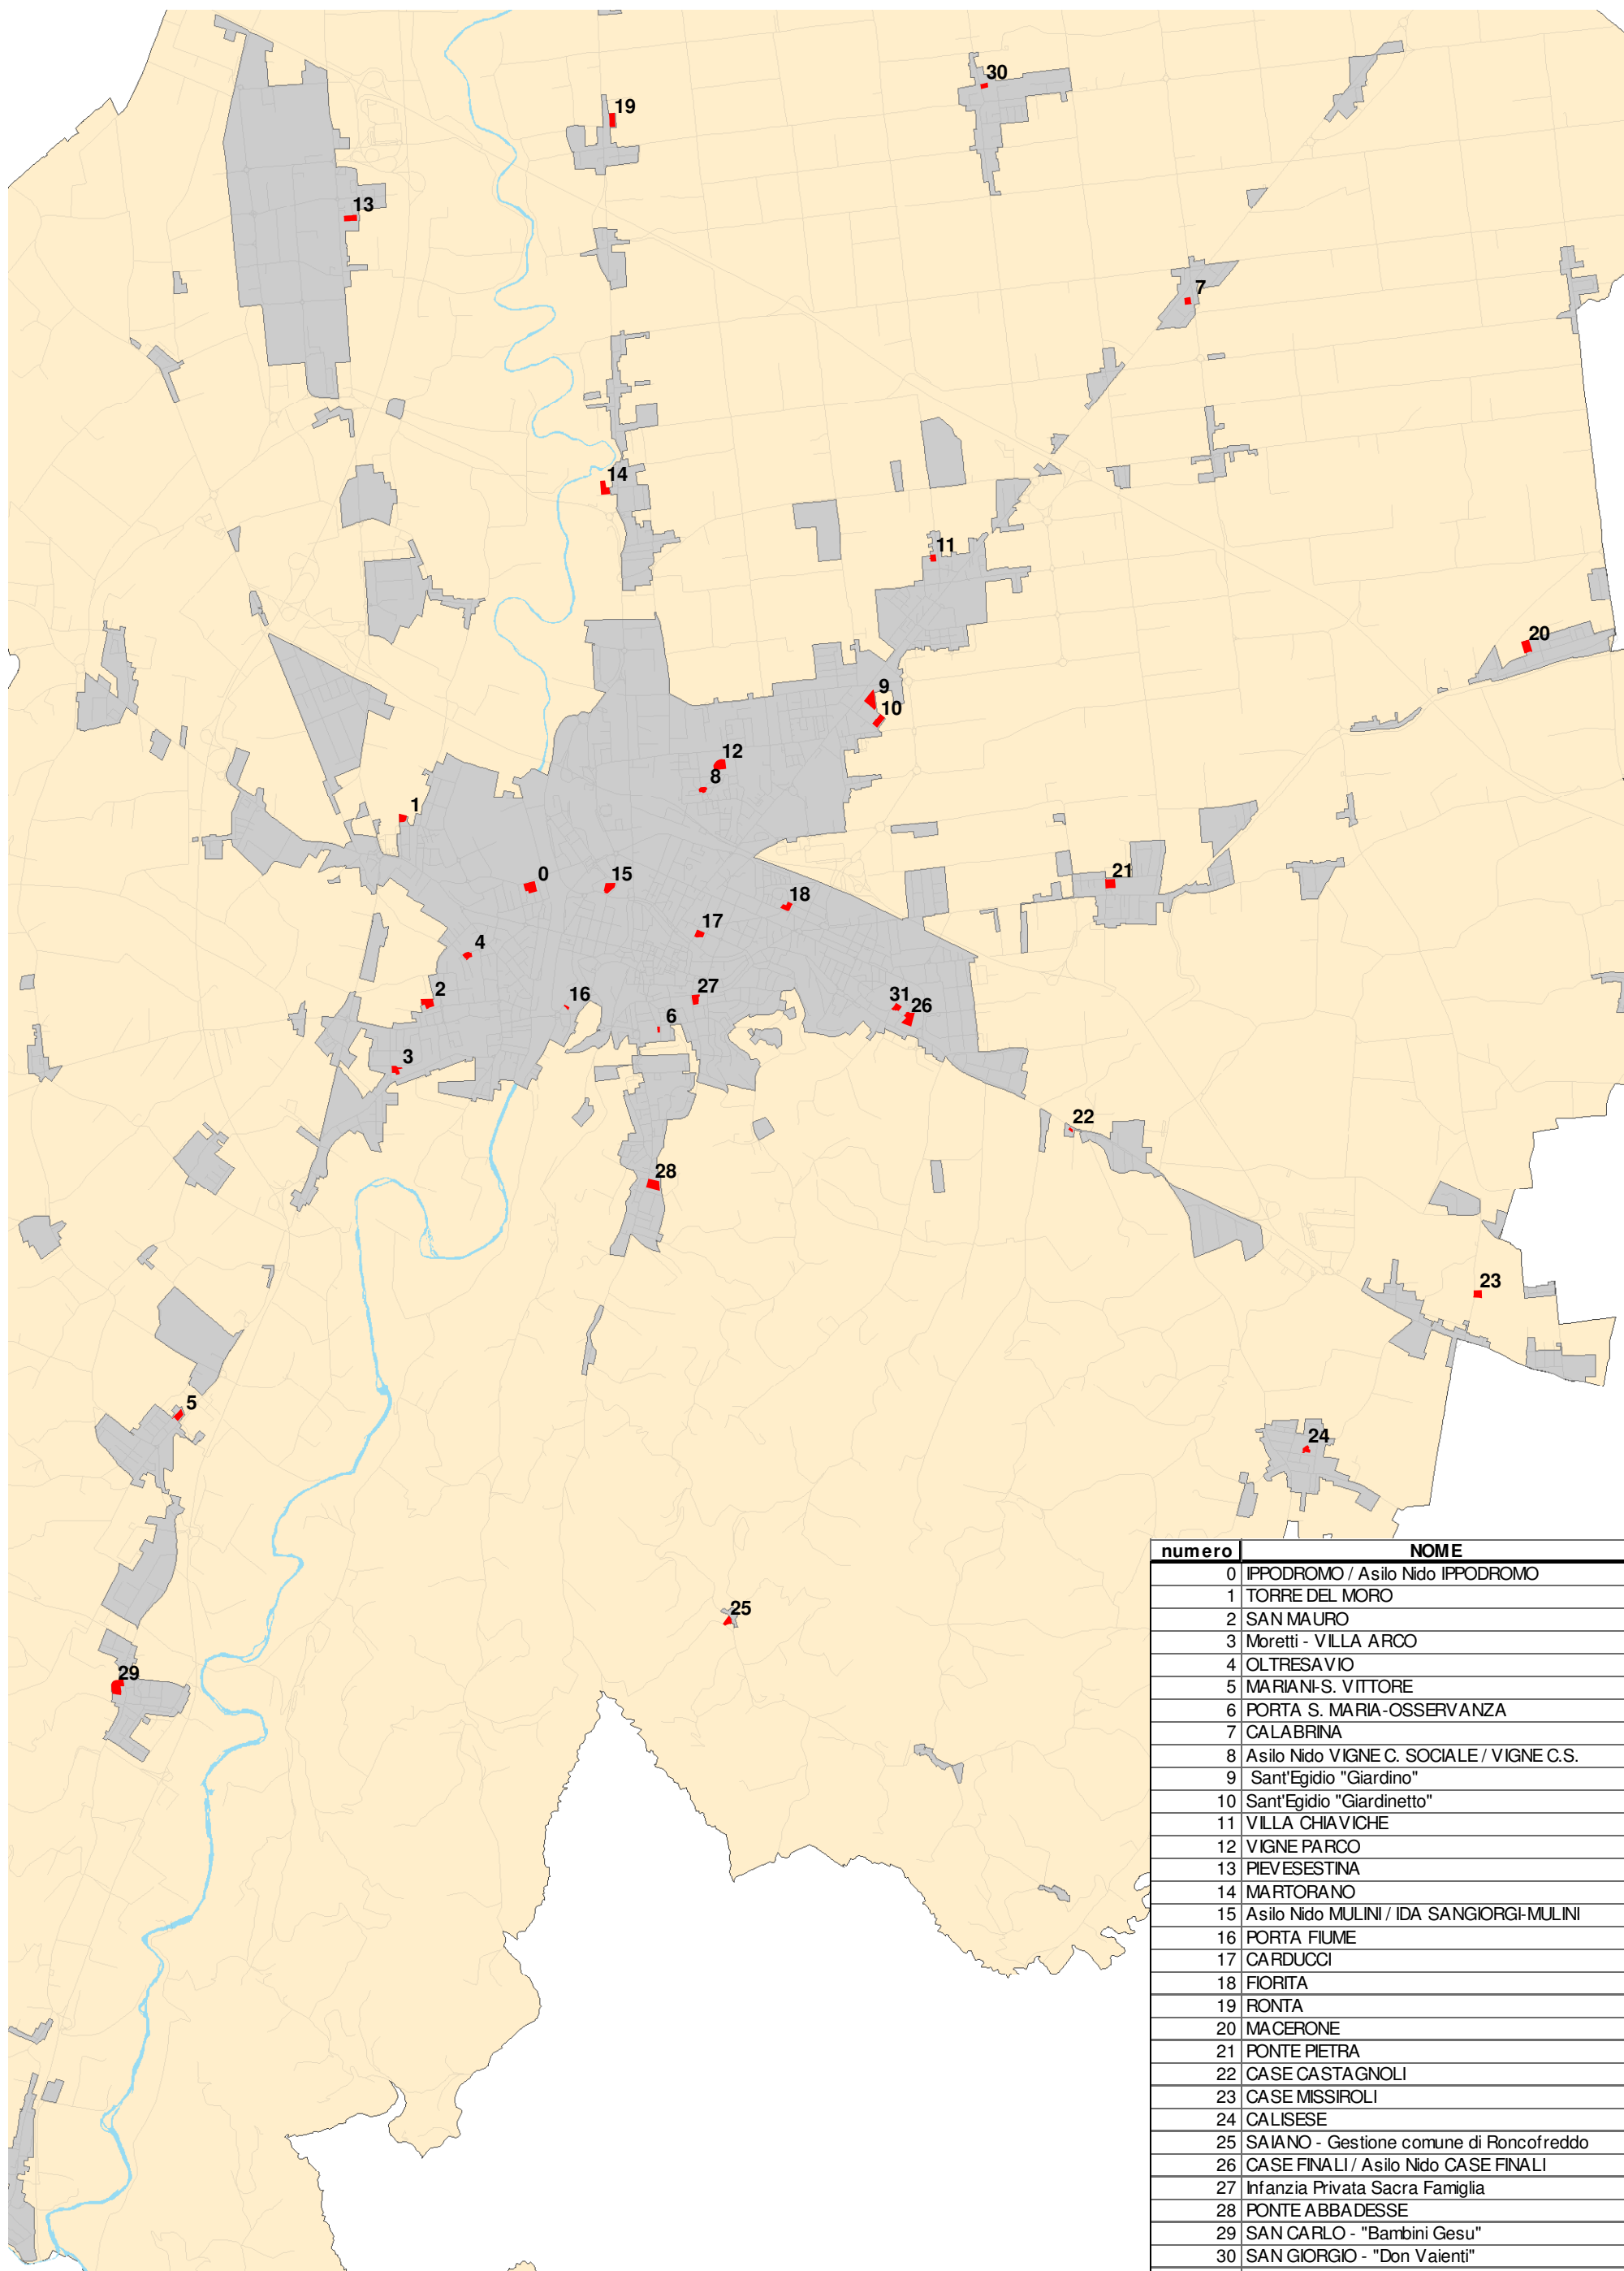 30
19
13
7
14
11
20
9
10
12
8
1
0
15
21
18
17
4
2
27
31
16
26
6
3
22
28
23
5
24
25
29
numero NOME
0 IPPODROMO / Asilo Nido IPPODROMO
1 TORRE DEL MORO
2 SAN MAURO
3 Moretti - VILLA ARCO
4 OLTRESAVIO
5 MARIANI-S. VITTORE
6 PORTA S. MARIA-OSSERVANZA
7 CALABRINA
8 Asilo Nido VIGNE C. SOCIALE / VIGNE C.S.
9 Sant'Egidio "Giardino"
10 Sant'Egidio "Giardinetto"
11 VILLA CHIAVICHE
12 VIGNE PARCO
13 PIEVESESTINA
14 MARTORANO
15 Asilo Nido MULINI / IDA SANGIORGI-MULINI
16 PORTA FIUME
17 CARDUCCI
18 FIORITA
19 RONTA
20 MACERONE
21 PONTE PIETRA
22 CASE CASTAGNOLI
23 CASE MISSIROLI
24 CALISESE
25 SAIANO - Gestione comune di Roncofreddo
26 CASE FINALI / Asilo Nido CASE FINALI
27 Infanzia Privata Sacra Famiglia
28 PONTE ABBADESSE
29 SAN CARLO - "Bambini Gesu"
30 SAN GIORGIO - "Don Vaienti"